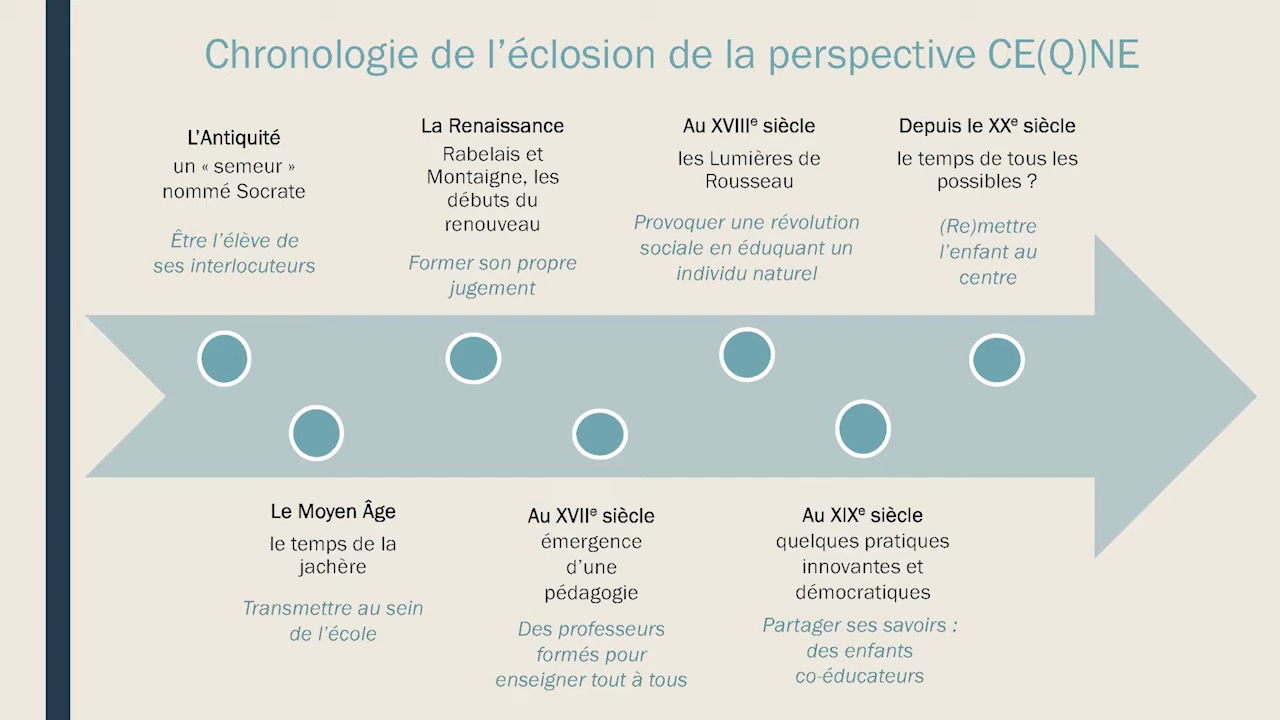 Chronologie de l'éclosion de la perspective CE(Q)NE
L'Antiquité
un « semeur »
nommé Socrate
Être l'élève de
ses interlocuteurs
La Renaissance
Rabelais et
Montaigne, les
débuts du
renouveau
Former son propre
jugement
Au XVIIIe siècle
les Lumières de
Rousseau
Provoquer une révolution
sociale en éduquant un
individu naturel
Depuis le XXe siècle
le temps de tous les
possibles ?
(Re)mettre
l'enfant au
centre
Le Moyen Âge
le temps de la
jachère
Transmettre au sein
de l'école
Au XVIIe siècle
émergence
d'une
pédagogie
Des professeurs
formés pour
enseigner tout à tous
Au XIXe siècle
quelques pratiques
innovantes et
démocratiques
Partager ses savoirs :
des enfants
co-éducateurs